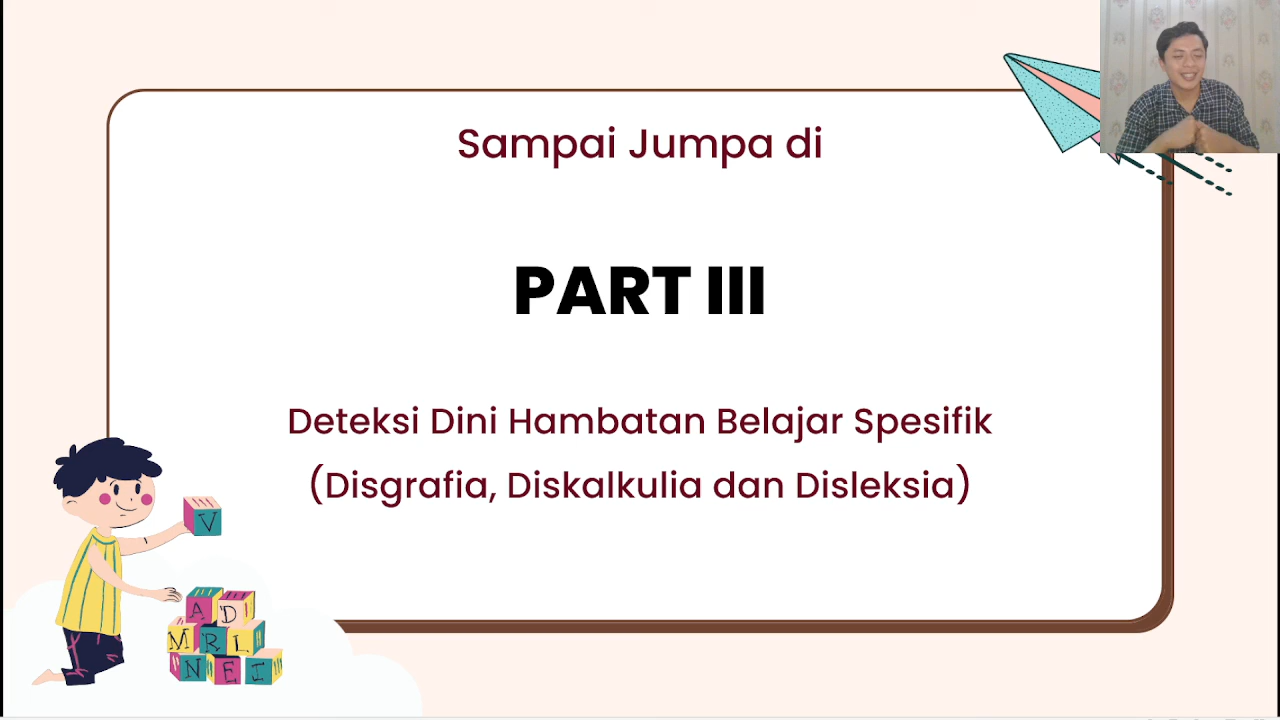 Sampai Jumpa di
PART III
Deteksi Dini Hambatan Belajar Spesifik
(Disgrafia, Diskalkulia dan Disleksia)
V
A D
M R L
N E I